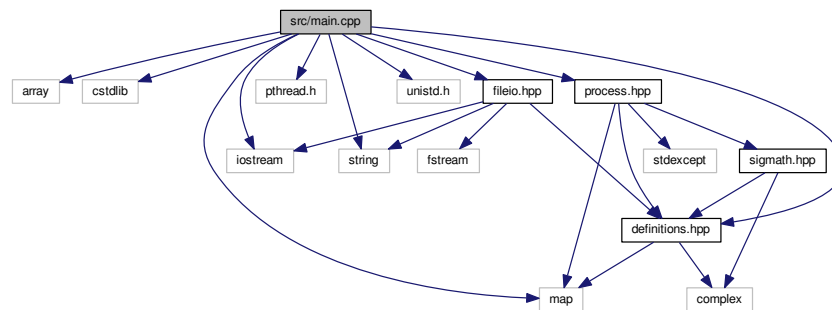 src/main.cpp
array
cstdlib
pthread.h
unistd.h
fileio.hpp
process.hpp
iostream
string
fstream
stdexcept
sigmath.hpp
definitions.hpp
map
complex